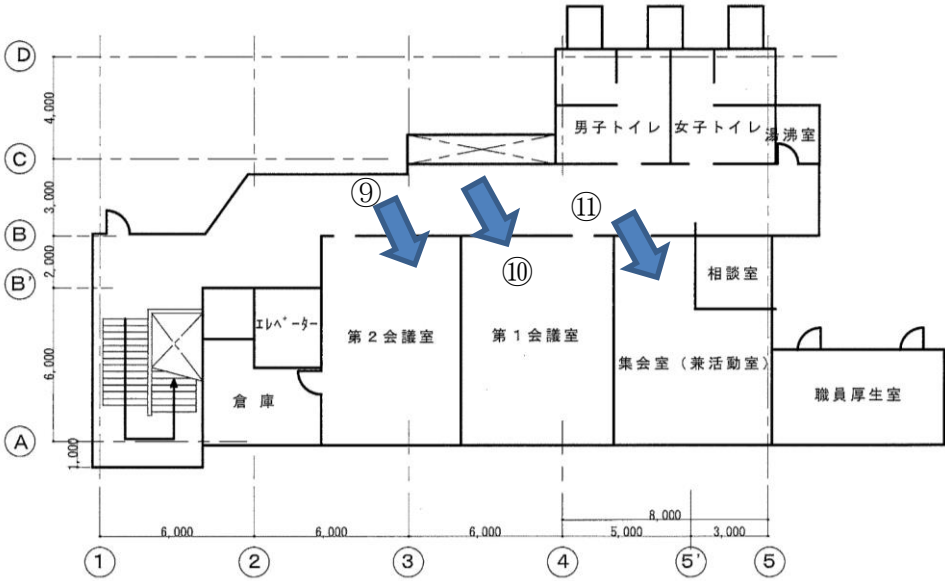 D
4,000
男子トイレ
女子トイレ
湯沸室
C
3,000
⑨
⑪
B
2,000
⑩
相談室
B'
エレベーター
第2会議室
第1会議室
集会室(兼活動室)
6,000
倉庫
職員厚生室
A
1,000
8,000
6,000
6,000
6,000
5,000
3,000
1
2
3
4
5'
5